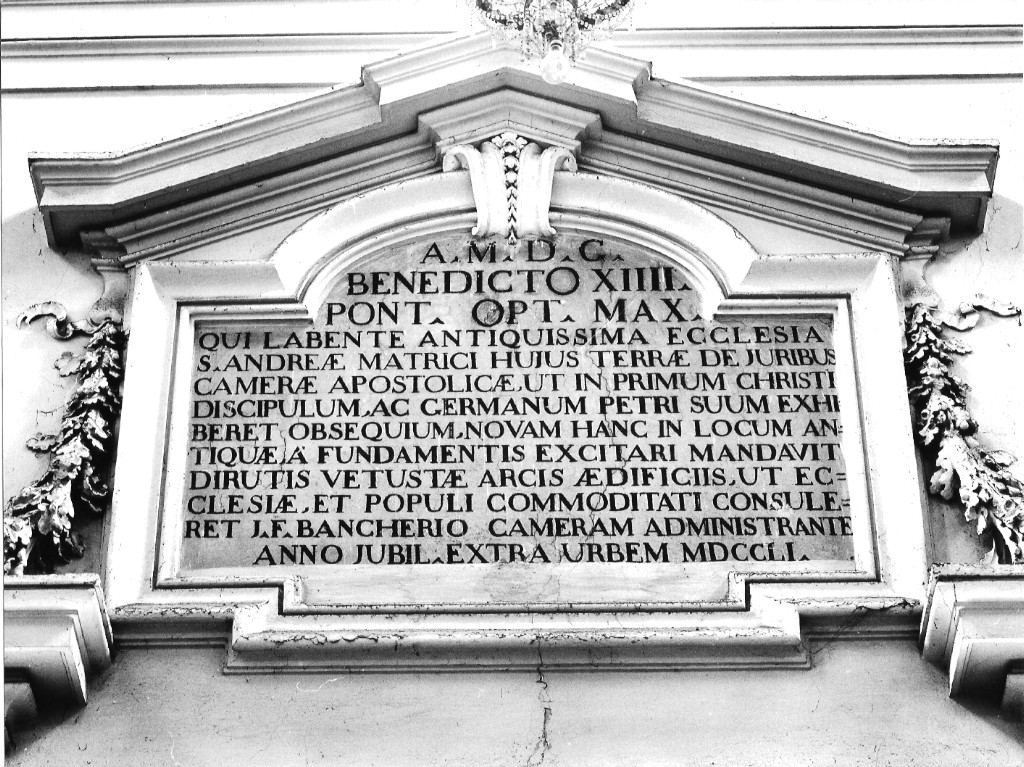 A. M. D. G.
BENEDICTO XIIII.
PONT. OPT. MAX.
QUI LABENTE ANTIQUISSIMA ECCLESIA
S. ANDREÆ MATRICI HUJUS TERRÆ DE JURIBUS
CAMERÆ APOSTOLICÆ, UT IN PRIMUM CHRISTI
DISCIPULUM, AC GERMANUM PETRI SUUM EXHI
BERET OBSEQUIUM, NOVAM HANC IN LOCUM AN=
TIQUÆ, A FUNDAMENTIS EXCITARI MANDAVIT
DIRUTIS VETUSTÆ ARCIS ÆDIFICIIS, UT EC=
CLESIÆ, ET POPULI COMMODITATI CONSULE=
RET J. F. BANCHERIO CAMERAM ADMINISTRANTE
ANNO JUBIL. EXTRA URBEM MDCCLI.